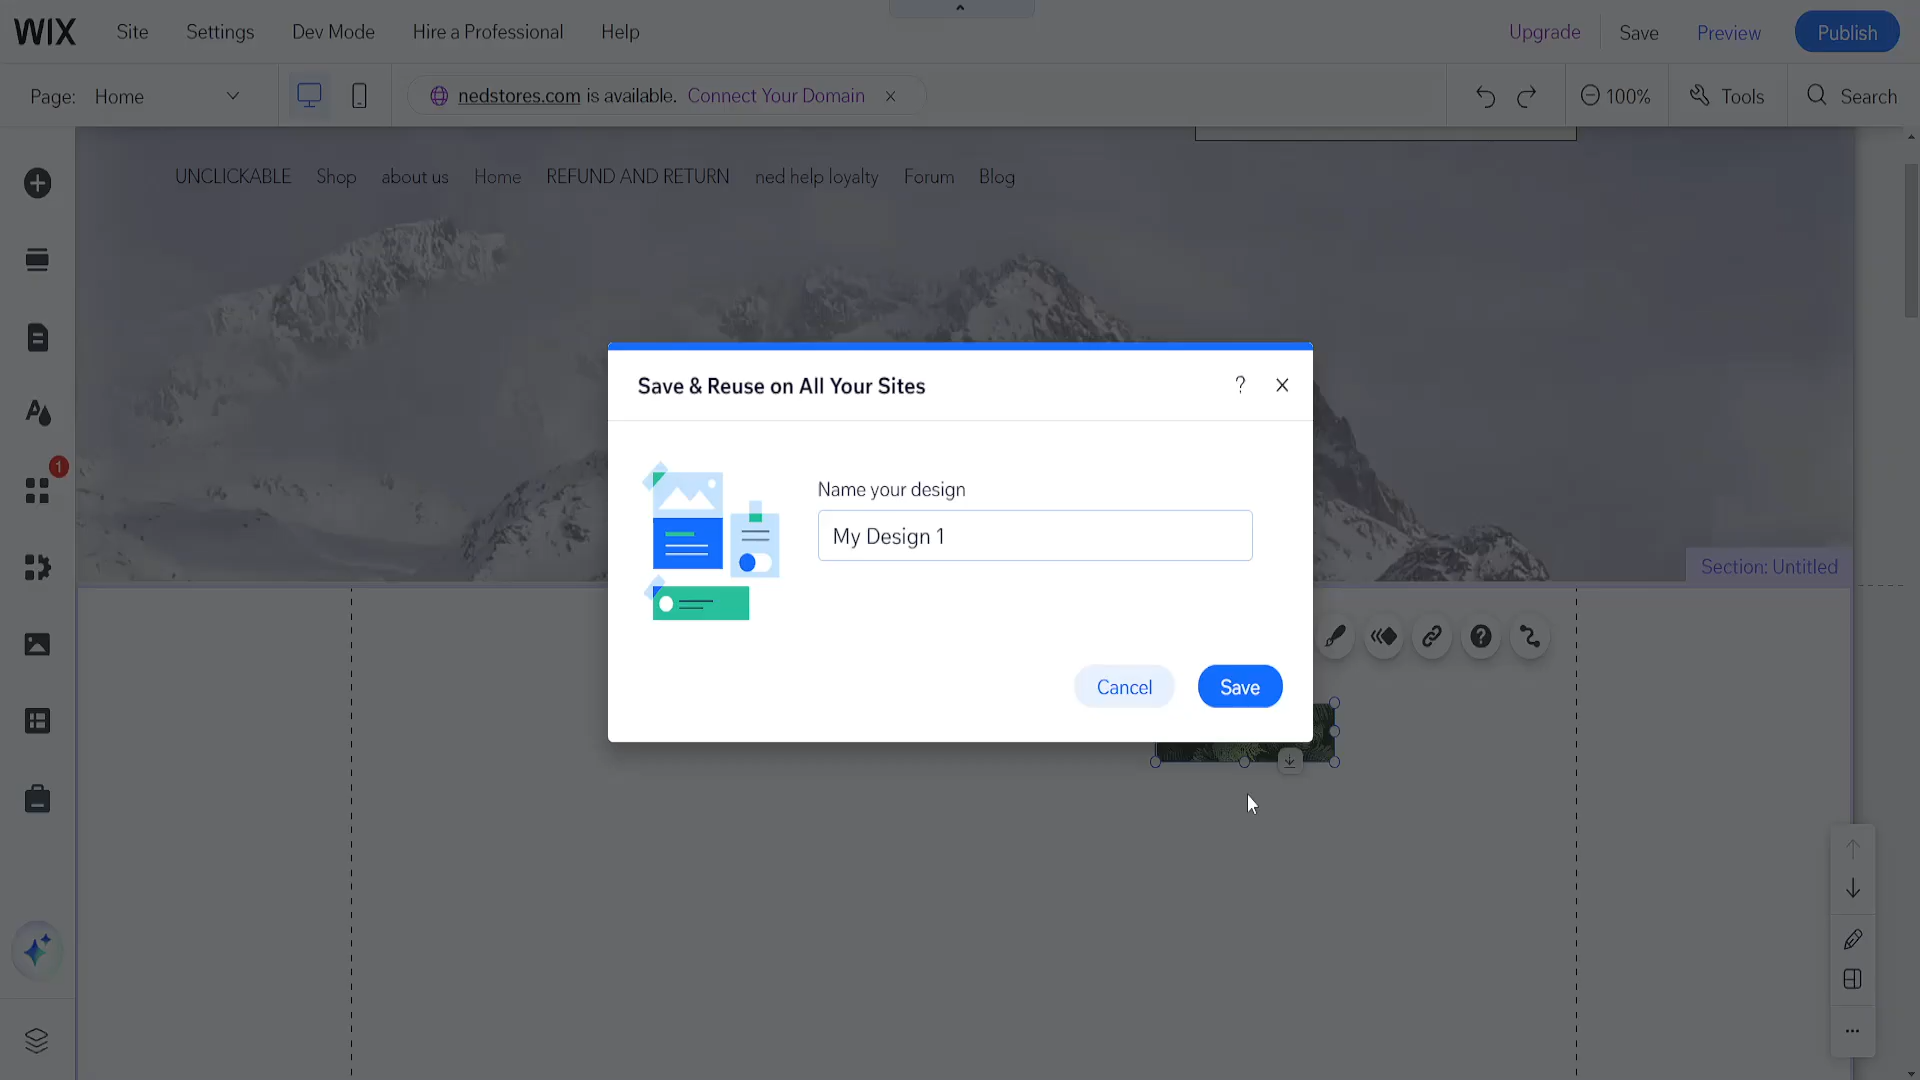 WIX Site Settings Dev Mode Hire a Professional Help Upgrade Save Preview Publish
Page: Home nedstores.com is available. Connect Your Domain 100% Tools Search
UNCLICKABLE Shop about us Home REFUND AND RETURN ned help loyalty Forum Blog
Save & Reuse on All Your Sites ?
1
Name your design
My Design 1
Section: Untitled
Cancel Save